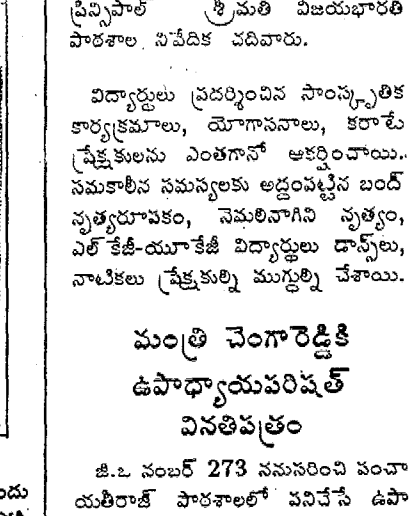 ప్రిన్సిపాల్ శ్రీమతి విజయభారతి
పాఠశాల నివేదిక చదివారు.
విద్యార్థులు ప్రదర్శించిన సాంస్కృతిక
కార్యక్రమాలు, యోగాసనాలు, కరాటే
ప్రేక్షకులను ఎంతగానో ఆకర్షించాయి..
సమకాలీన సమస్యలకు అద్దంపట్టిన బంద్
నృత్యరూపకం, నెమలినాగిని నృత్యం,
ఎల్ కేజీ-యూకేజీ విద్యార్థులు డాన్స్‌లు,
నాటికలు ప్రేక్షకుల్ని ముగ్ధుల్ని చేశాయి.
మంత్రి చెంగారెడ్డికి
ఉపాధ్యాయపరిషత్
వినతిపత్రం
జీ.ఒ నంబర్ 273 ననుసరించి పంచా
యతీరాజ్ పాఠశాలలో పనిచేసే ఉపా